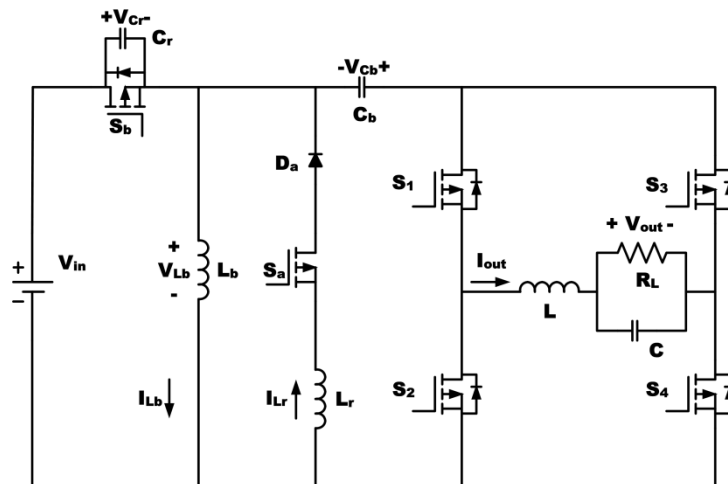 +VCr-
Cr
Sb
-VCb+
Cb
Da
S1
S3
+ Vout -
+
Vin
-
+
VLb
-
Lb
Sa
Iout
RL
L
C
ILb
ILr
Lr
S2
S4